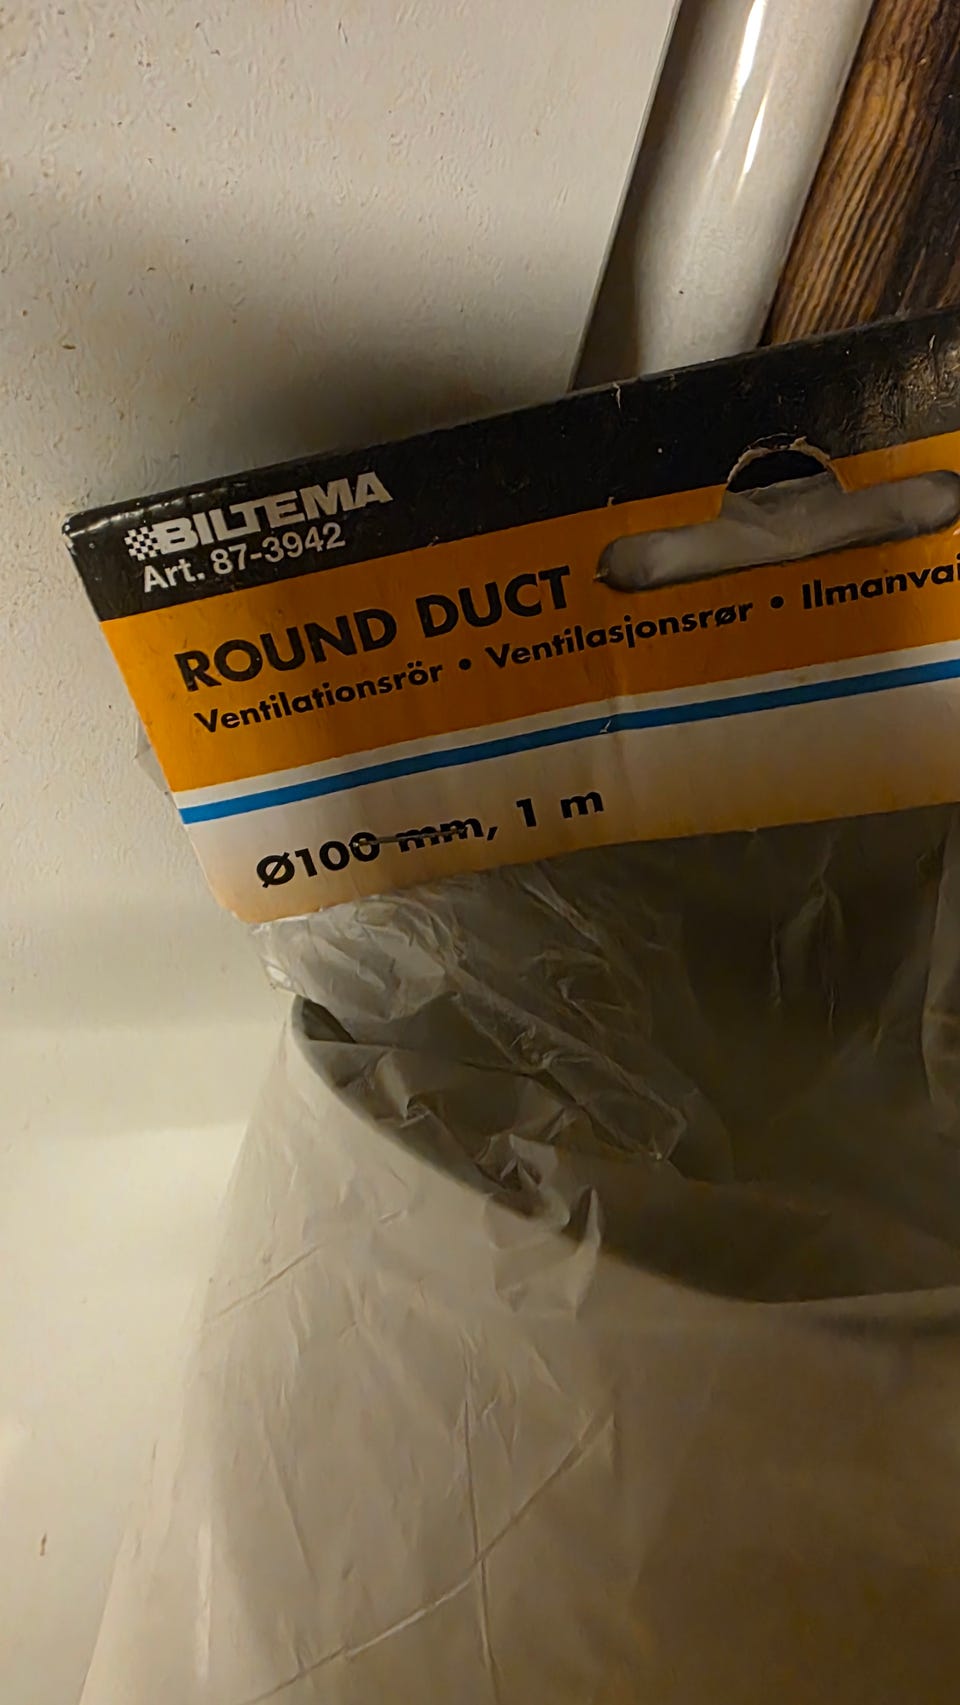 BILTEMA
Art. 87-3942
ROUND DUCT
Ventilationsrör • Ventilasjonsrør •
Ø100 mm, 1 m